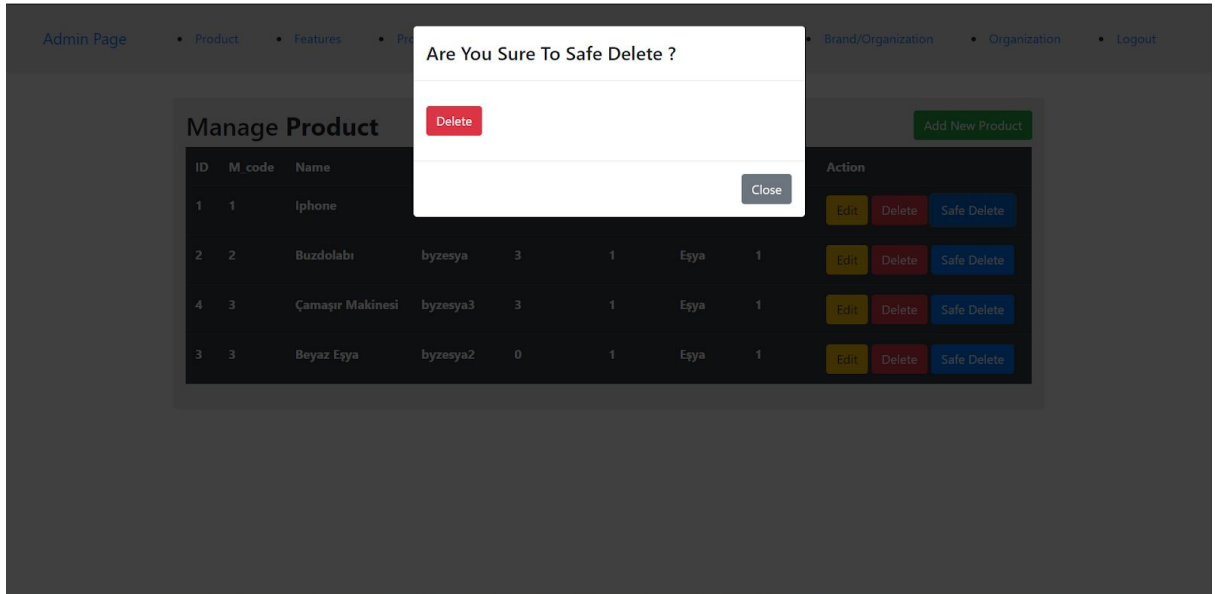 Admin Page • Product • Features • Pro • Brand/Organization • Organization • Logout
Are You Sure To Safe Delete ?
Delete
Close
Manage Product Add New Product
ID M_code Name Action
1 1 Iphone Edit Delete Safe Delete
2 2 Buzdolabı byzesya 3 1 Eşya 1 Edit Delete Safe Delete
4 3 Çamaşır Makinesi byzesya3 3 1 Eşya 1 Edit Delete Safe Delete
3 3 Beyaz Eşya byzesya2 0 1 Eşya 1 Edit Delete Safe Delete